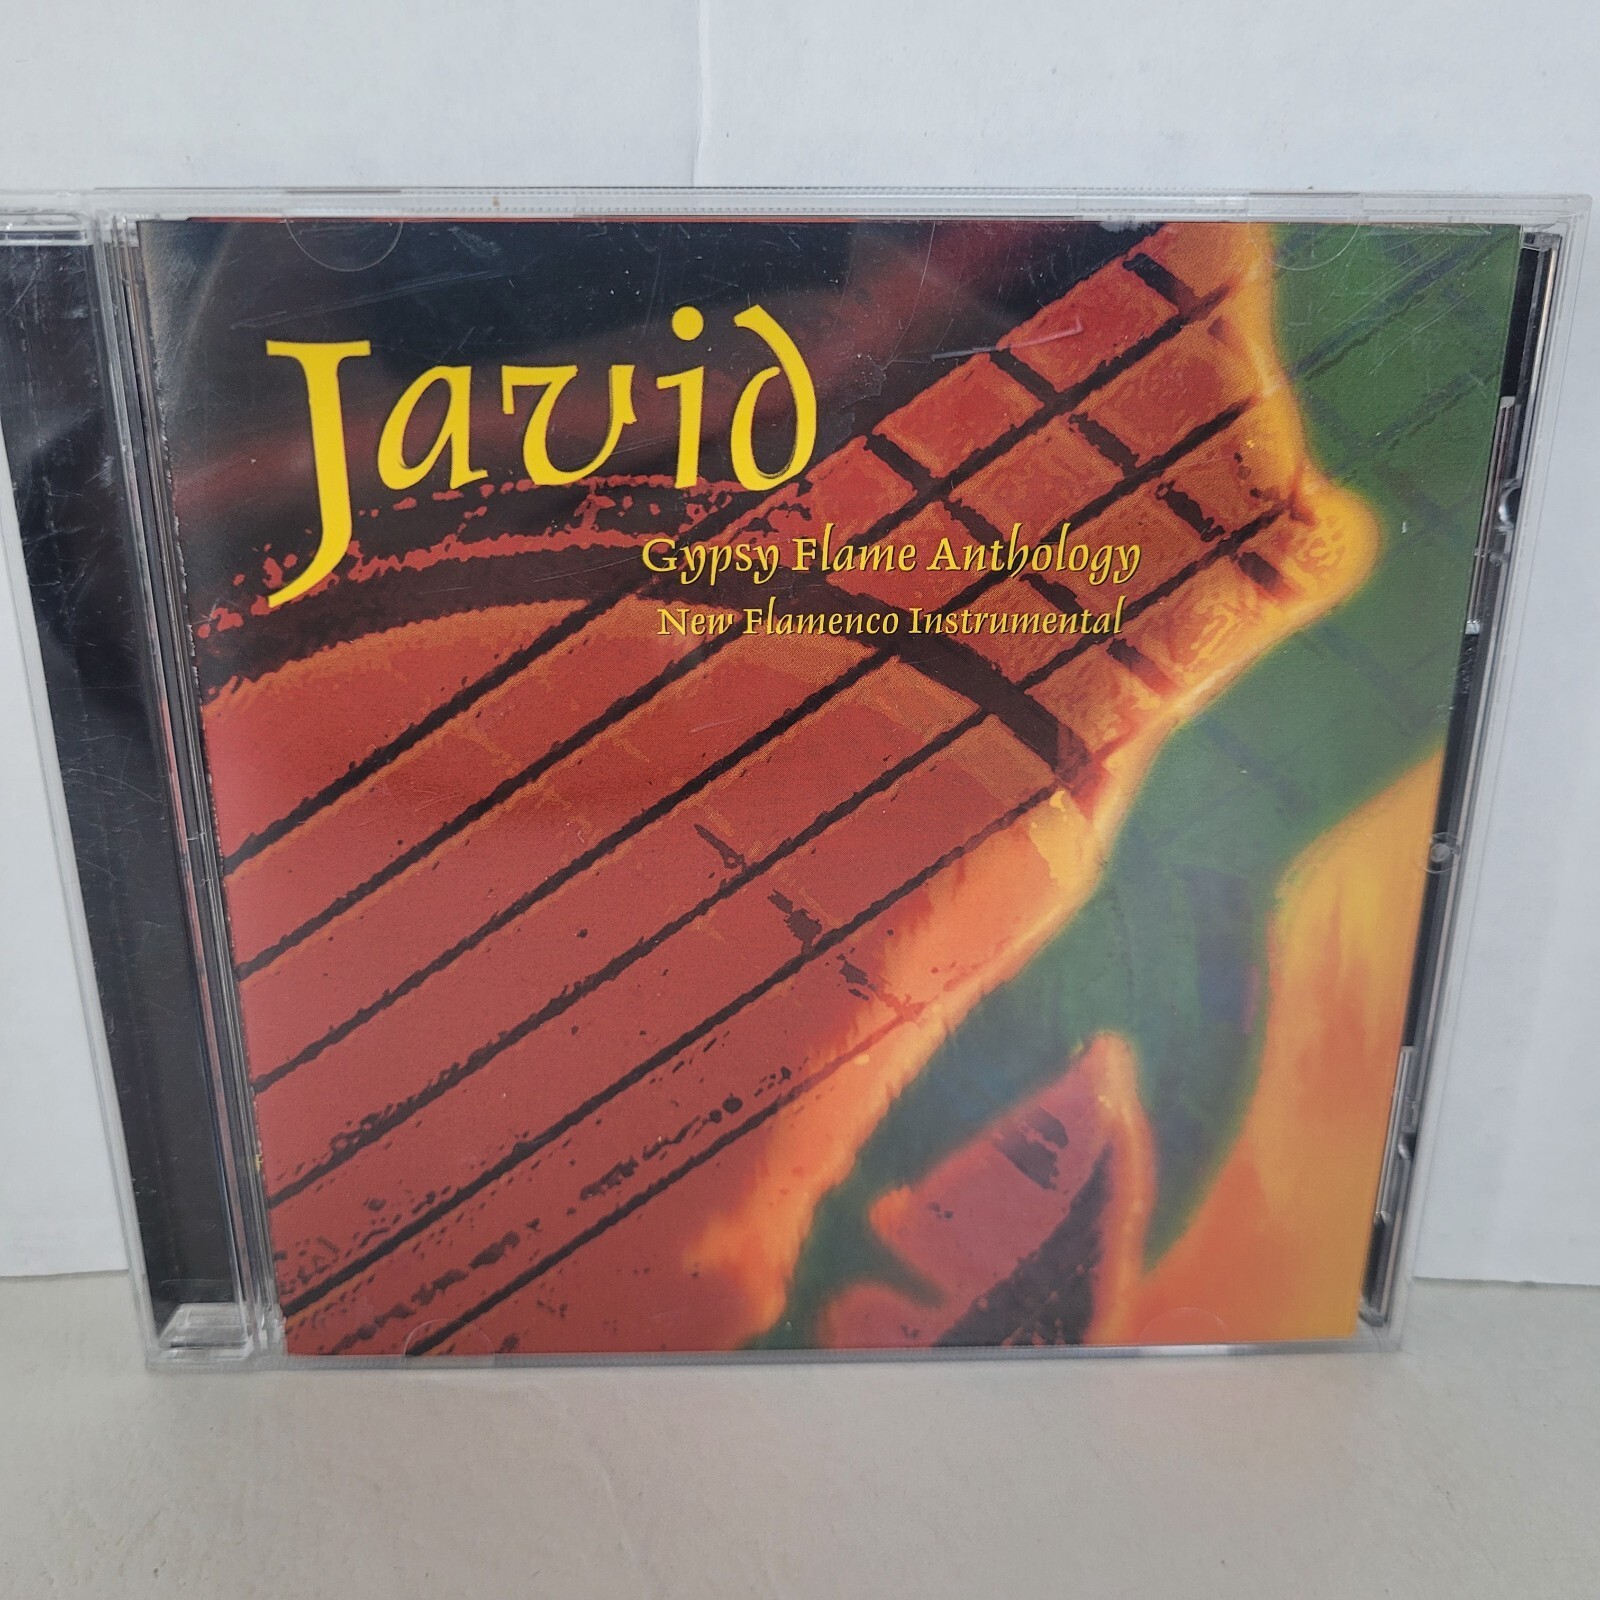 Javid
Gypsy Flame Anthology
New Flamenco Instrumental